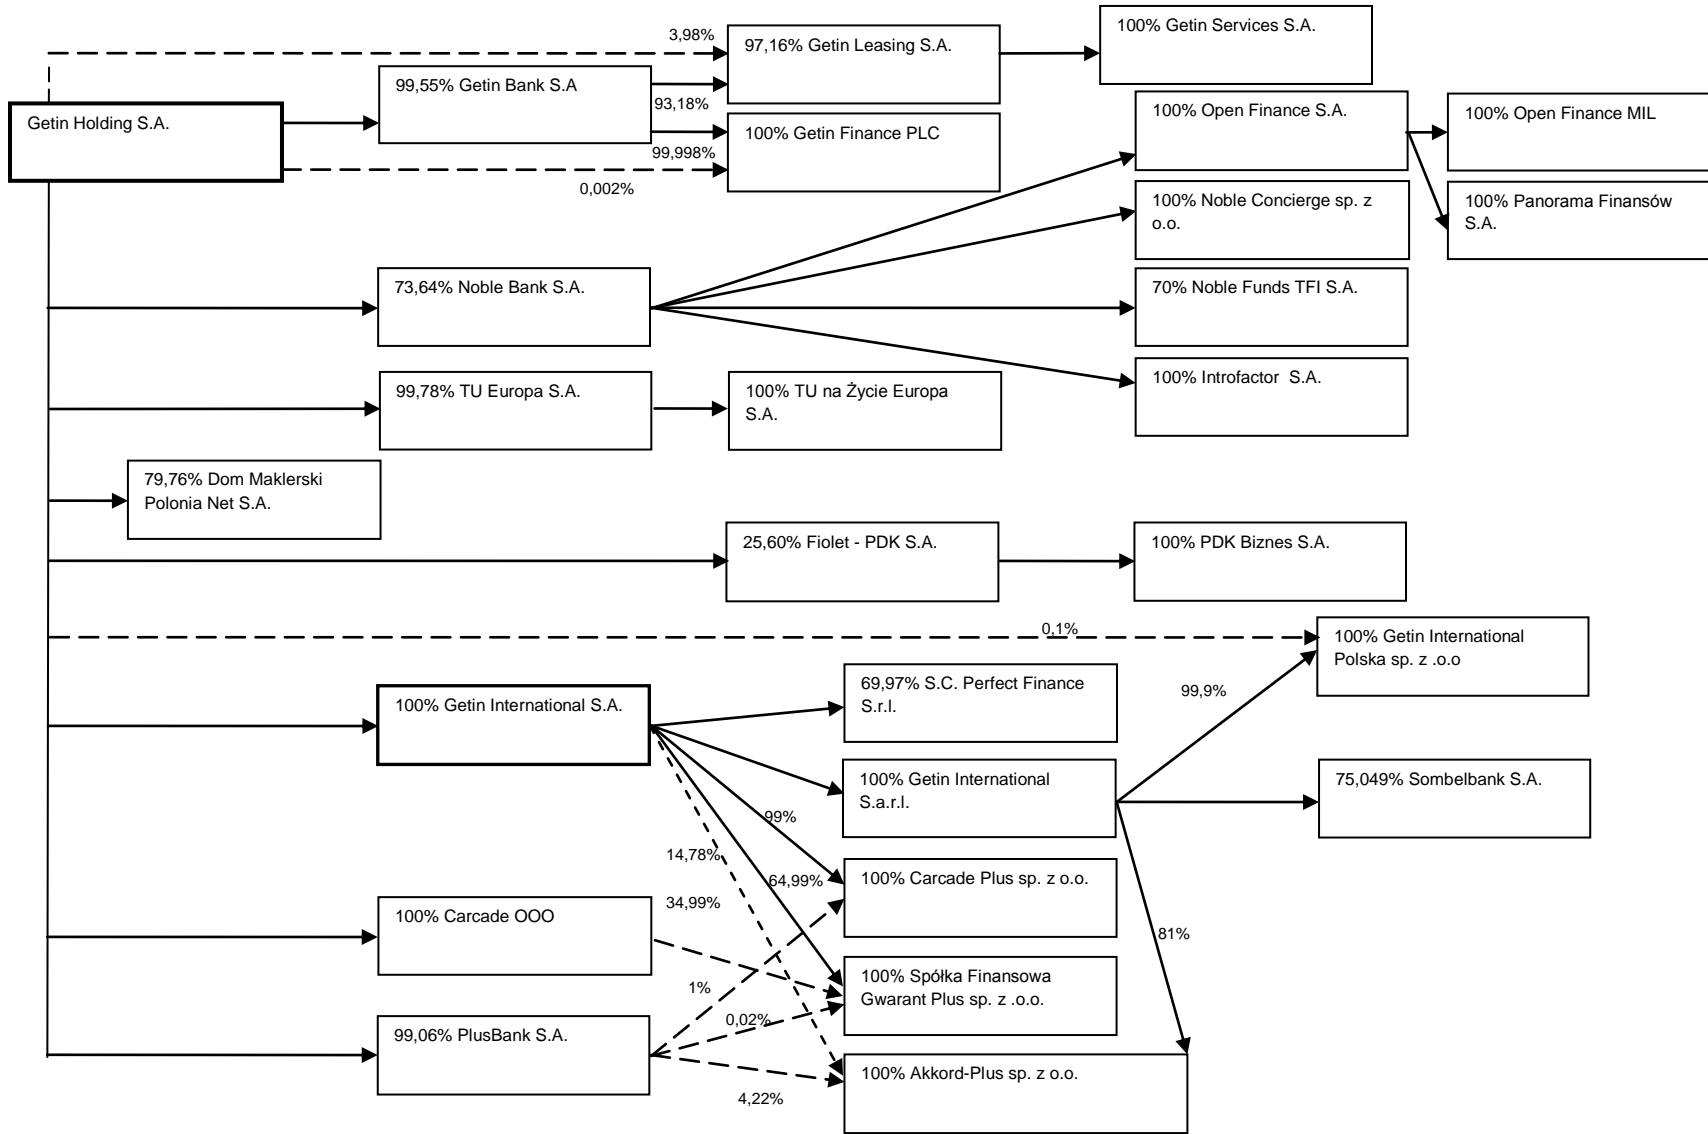 3,98%
97,16% Getin Leasing S.A.
100% Getin Services S.A.
99,55% Getin Bank S.A
93,18%
100% Open Finance S.A.
100% Open Finance MIL
Getin Holding S.A.
100% Getin Finance PLC
99,998%
0,002%
100% Noble Concierge sp. z
o.o.
100% Panorama Finansów
S.A.
73,64% Noble Bank S.A.
70% Noble Funds TFI S.A.
99,78% TU Europa S.A.
100% TU na Życie Europa
S.A.
100% Introfactor  S.A.
79,76% Dom Maklerski
Polonia Net S.A.
25,60% Fiolet - PDK S.A.
100% PDK Biznes S.A.
0,1%
100% Getin International
Polska sp. z .o.o
69,97% S.C. Perfect Finance
S.r.l.
99,9%
100% Getin International S.A.
100% Getin International
S.a.r.l.
75,049% Sombelbank S.A.
99%
14,78%
64,99%
100% Carcade Plus sp. z o.o.
34,99%
100% Carcade OOO
81%
100% Spółka Finansowa
Gwarant Plus sp. z .o.o.
1%
0,02%
99,06% PlusBank S.A.
100% Akkord-Plus sp. z o.o.
4,22%